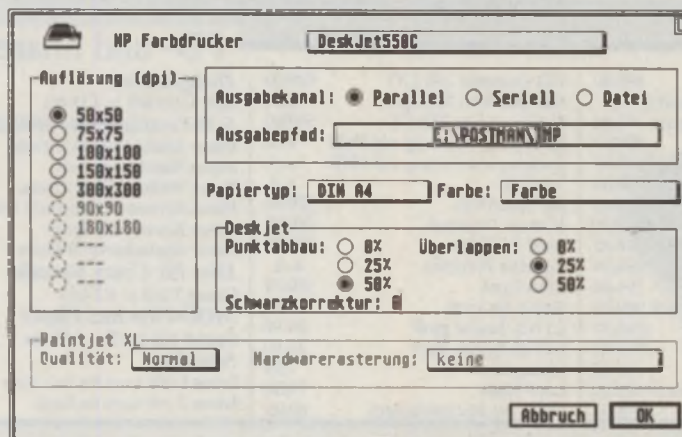 HP Farbdrucker DeskJet550C
Auflösung (dpi)
50x50
75x75
100x100
150x150
300x300
90x90
180x180
---
---
---
Ausgabekanal: Parallel Seriell Datei
Ausgabepfad: E:\POSTMAN\TMP
Papiertyp: DIN A4 Farbe: Farbe
Deskjet
Punktabbau: 0% 25% 50%
Überlappen: 0% 25% 50%
Schwarzkorrektur: 0
Paintjet XL
Qualität: Normal Hardwarerasterung: keine
Abbruch OK